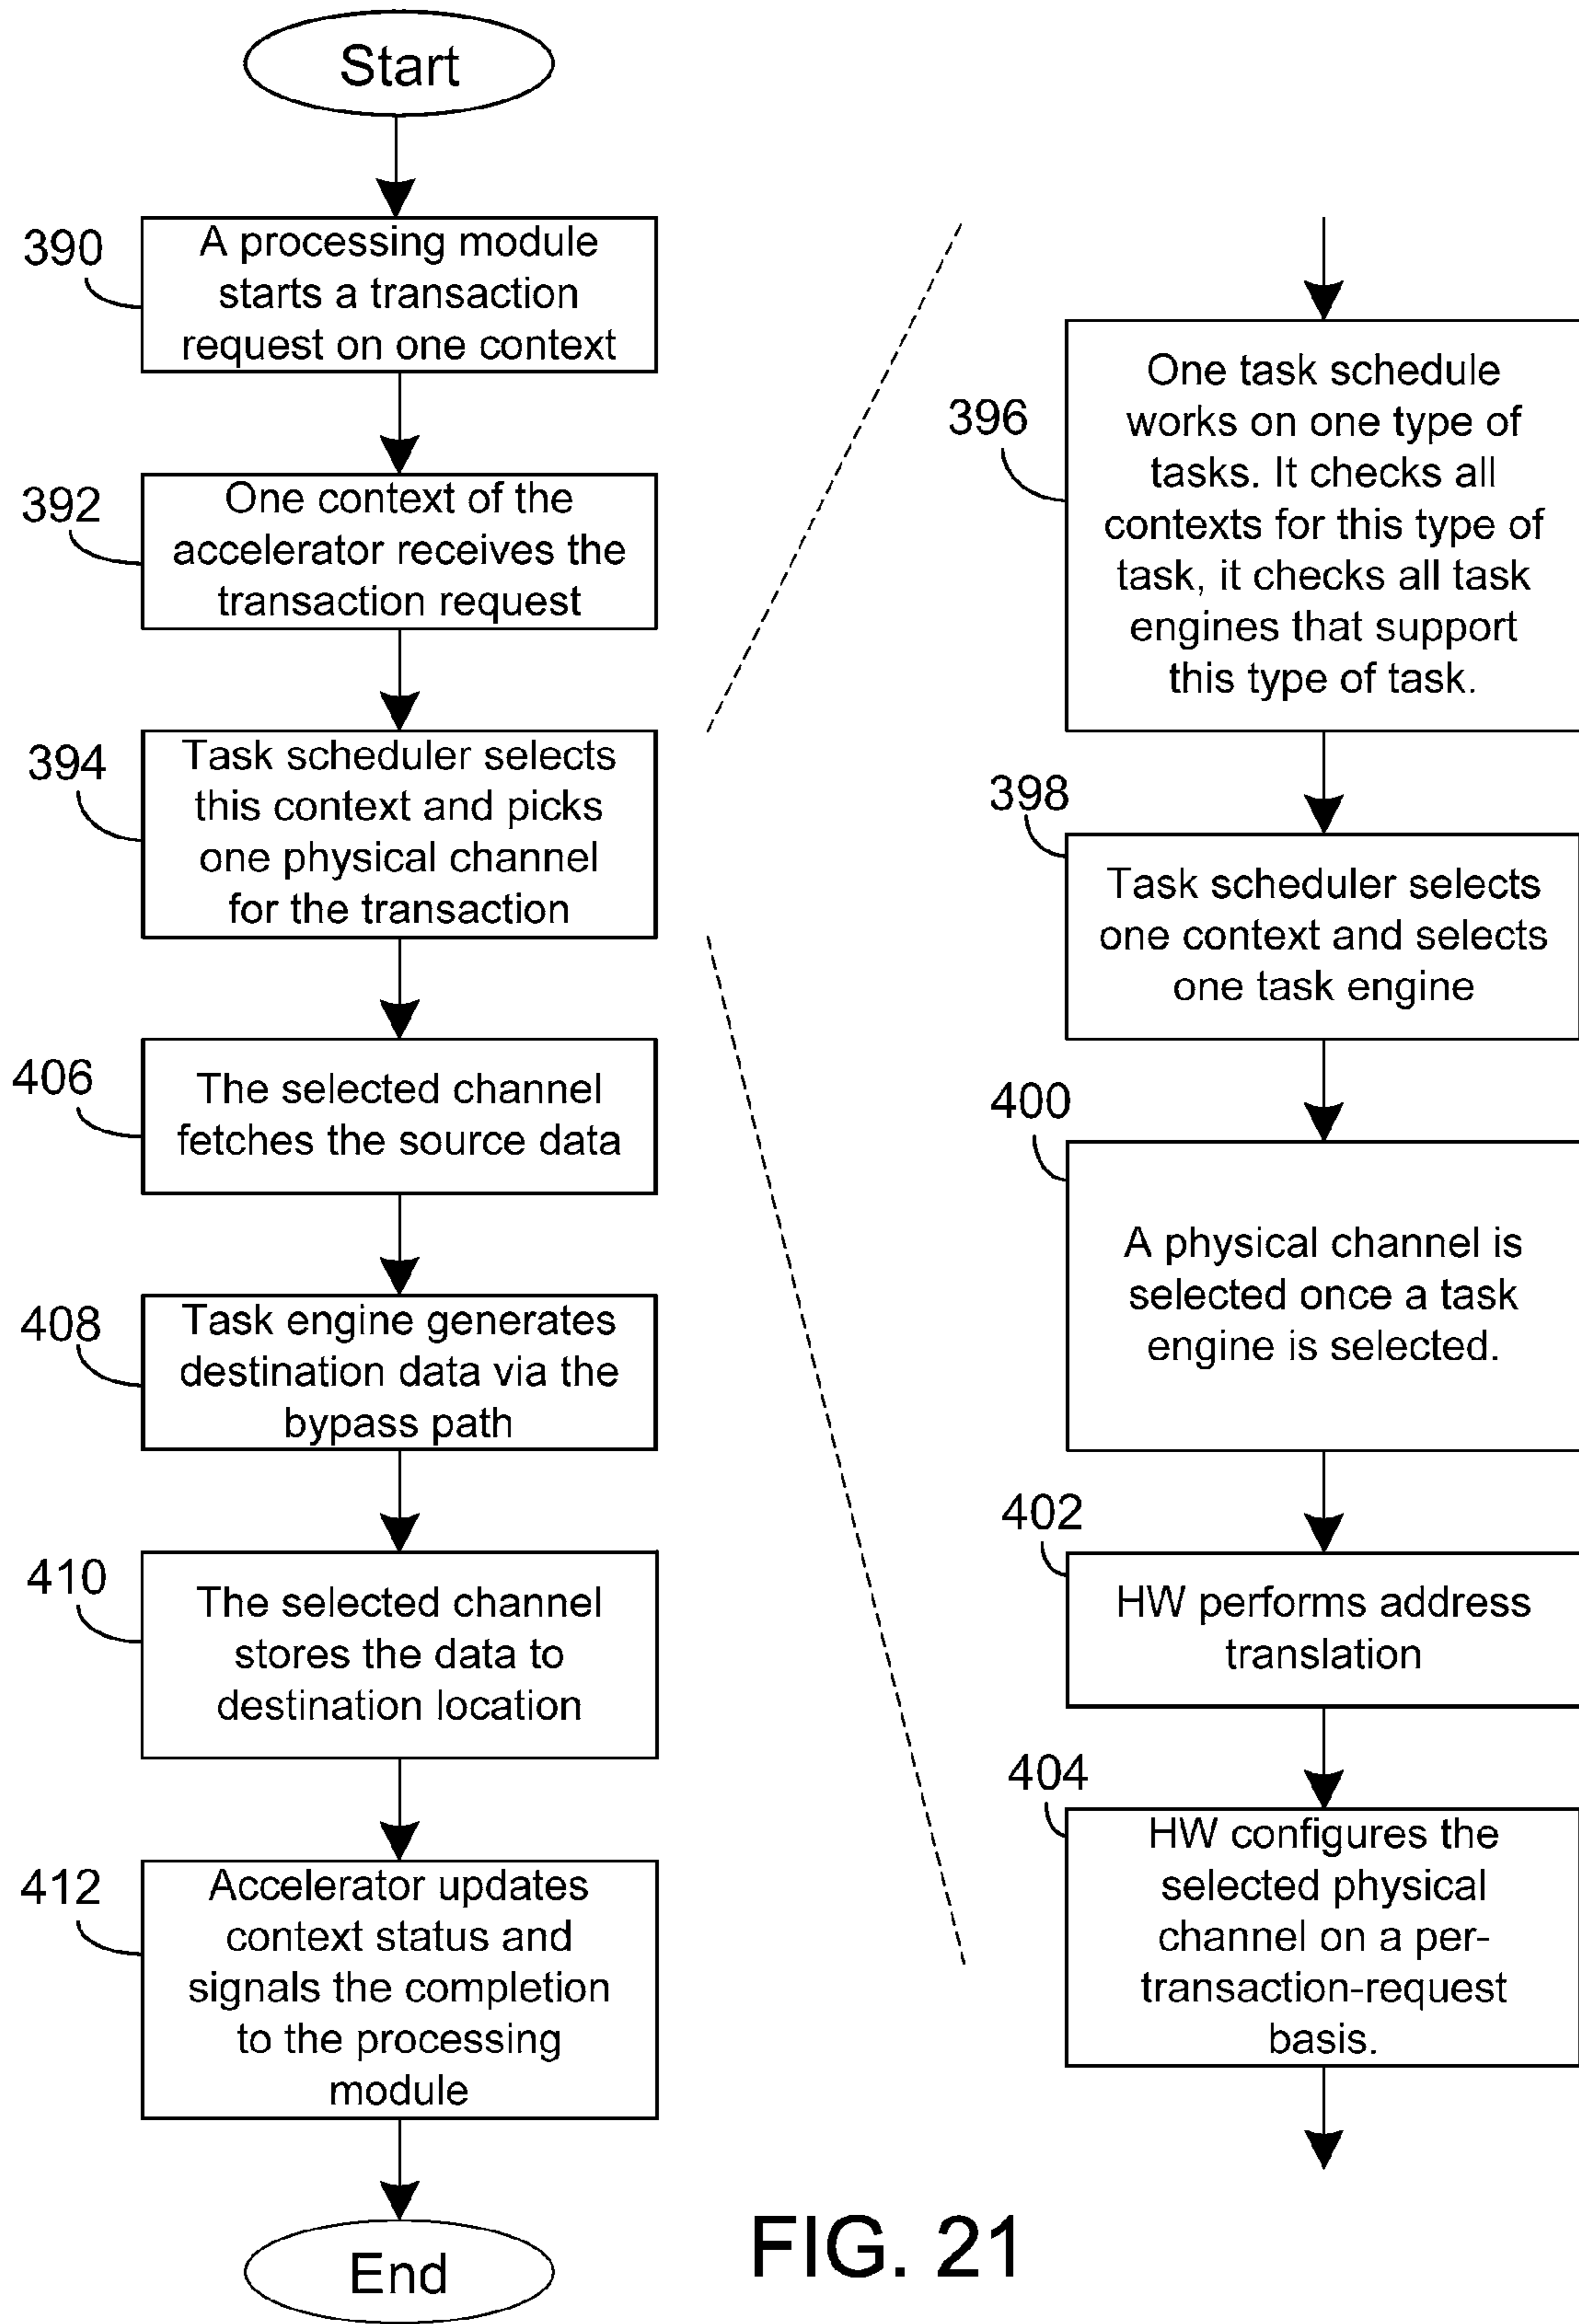 Start
390
A processing module
starts a transaction
request on one context
392
One context of the
accelerator receives the
transaction request
394
Task scheduler selects
this context and picks
one physical channel
for the transaction
406
The selected channel
fetches the source data
408
Task engine generates
destination data via the
bypass path
410
The selected channel
stores the data to
destination location
412
Accelerator updates
context status and
signals the completion
to the processing
module
End
396
One task schedule
works on one type of
tasks. It checks all
contexts for this type of
task, it checks all task
engines that support
this type of task.
398
Task scheduler selects
one context and selects
one task engine
400
A physical channel is
selected once a task
engine is selected.
402
HW performs address
translation
404
HW configures the
selected physical
channel on a per-
transaction-request
basis.
FIG. 21